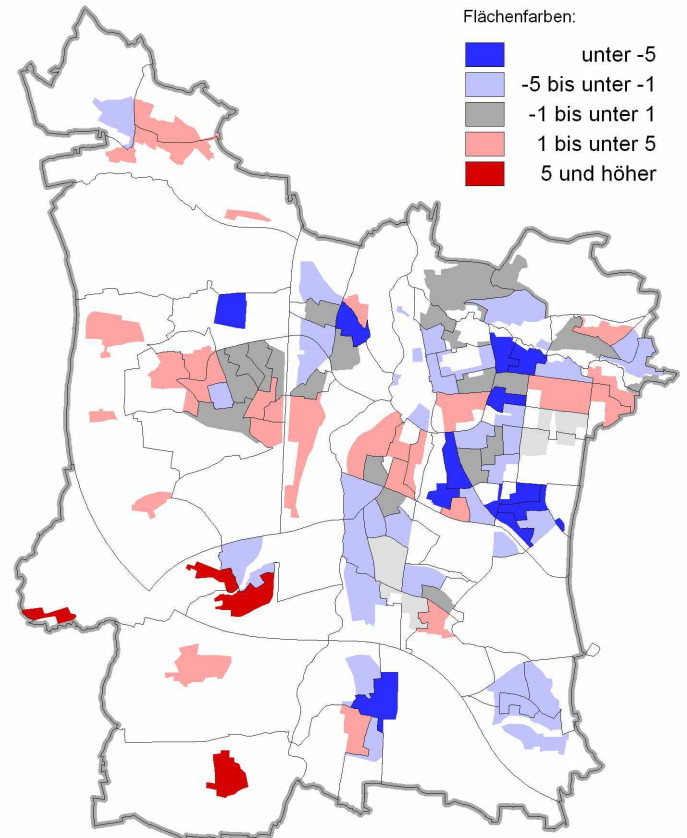 Flächenfarben:
unter -5
-5 bis unter -1
-1 bis unter 1
1 bis unter 5
5 und höher